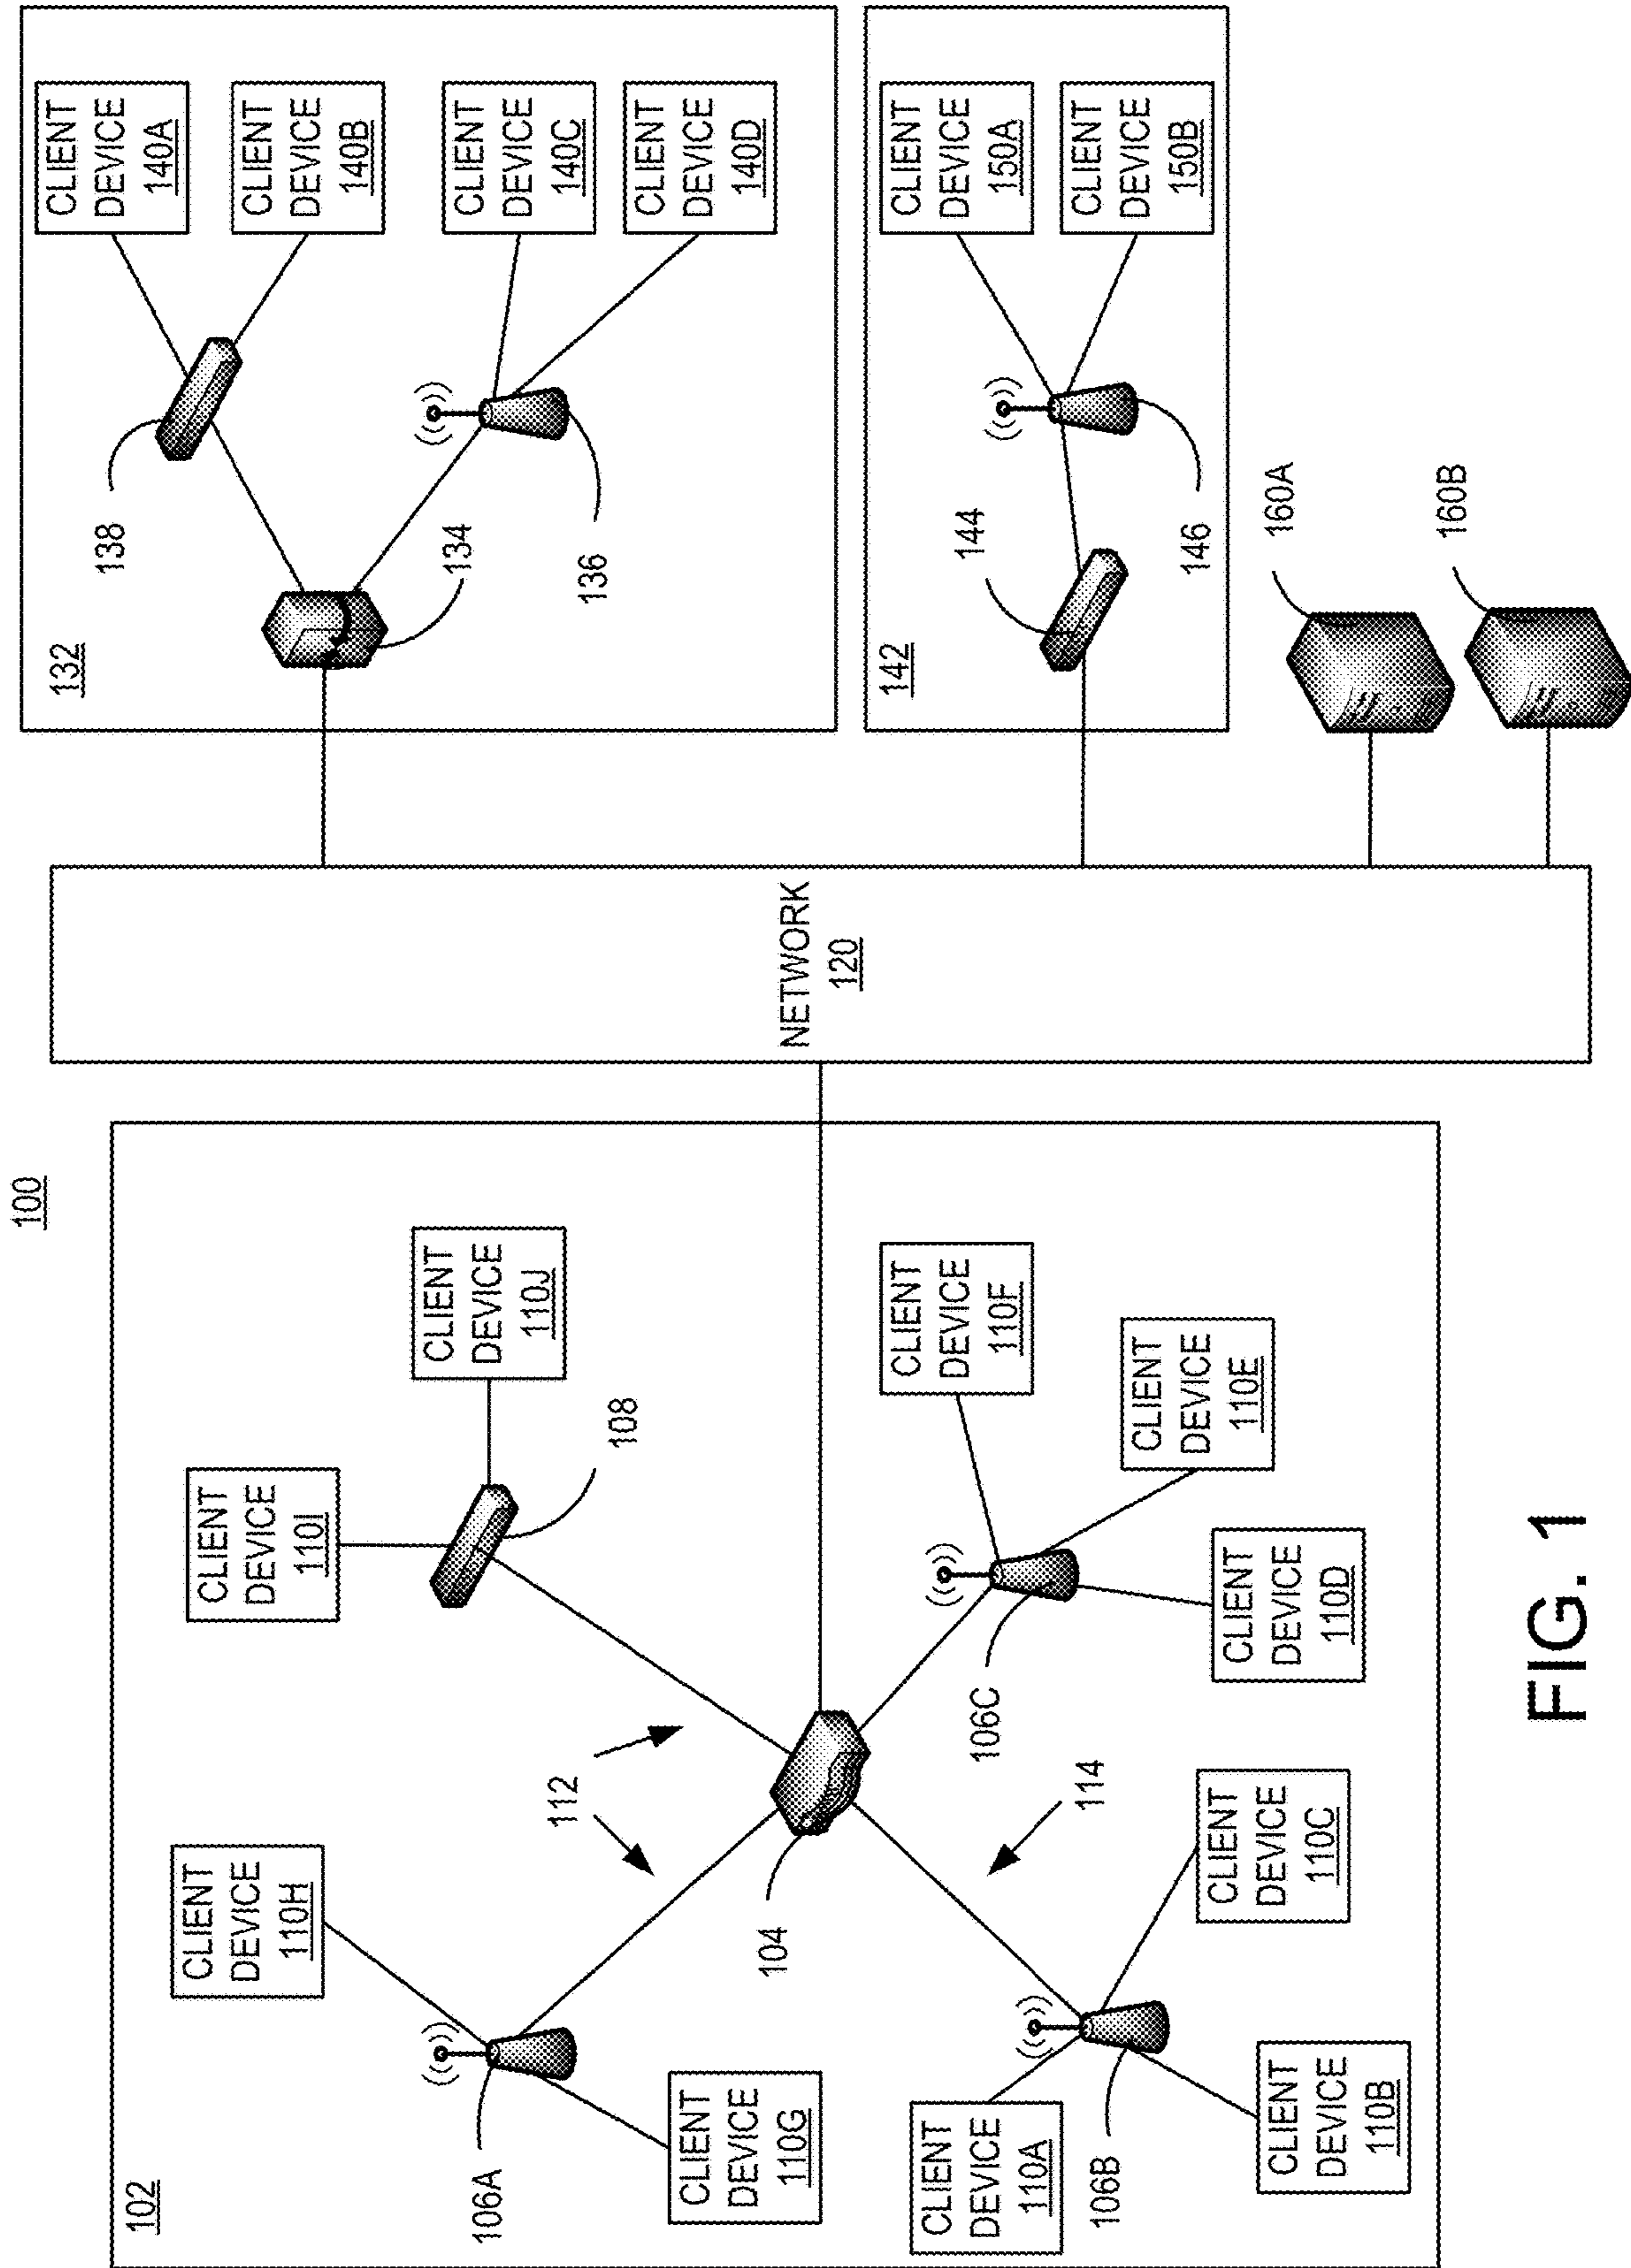 100
102
CLIENT
DEVICE
110H
CLIENT
DEVICE
110I
106A
112
108
CLIENT
DEVICE
110J
CLIENT
DEVICE
110G
104
CLIENT
DEVICE
110A
106B
114
106C
CLIENT
DEVICE
110F
CLIENT
DEVICE
110B
CLIENT
DEVICE
110C
CLIENT
DEVICE
110D
CLIENT
DEVICE
110E
NETWORK
120
132
138
134
136
CLIENT
DEVICE
140A
CLIENT
DEVICE
140B
CLIENT
DEVICE
140C
CLIENT
DEVICE
140D
142
144
146
CLIENT
DEVICE
150A
CLIENT
DEVICE
150B
160A
160B
FIG. 1